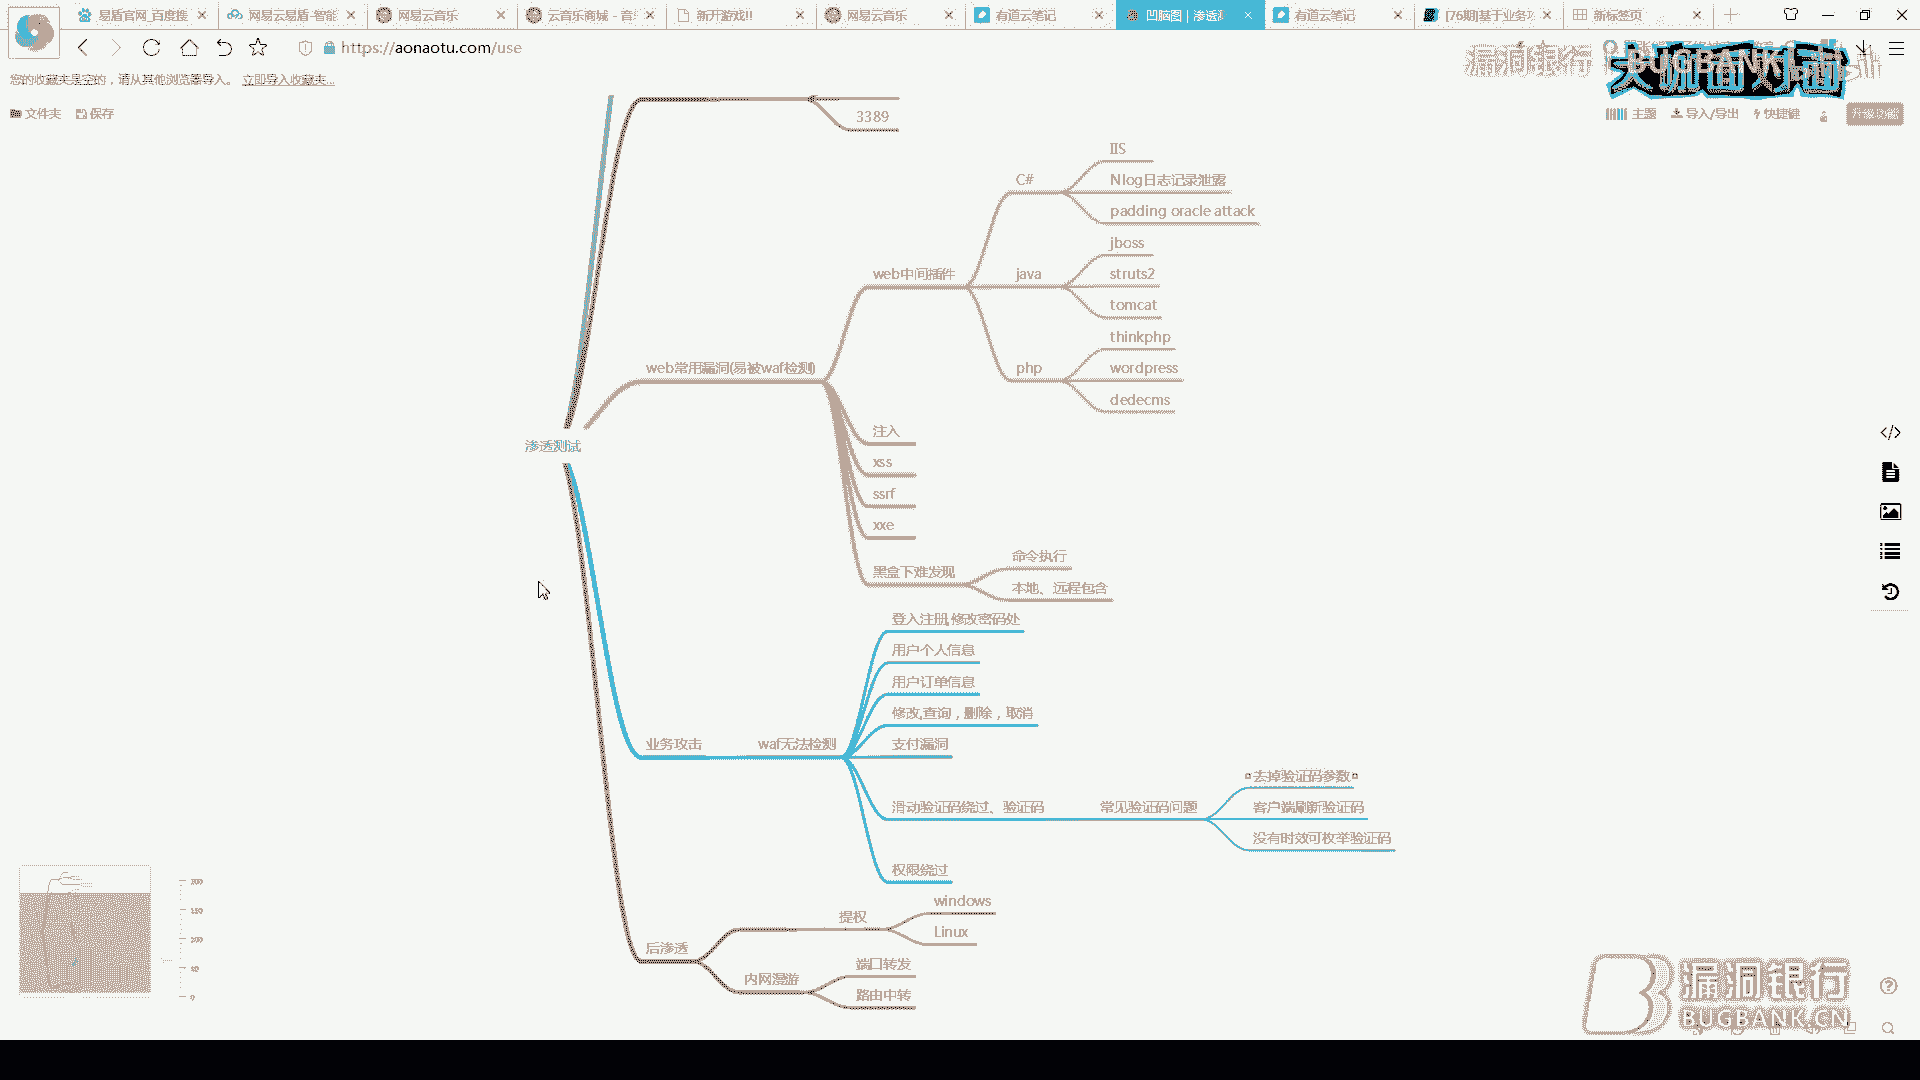 易盾官网_百度搜
网易云易盾-智能
网易云音乐
云音乐商城 - 音
新开游戏!!
网易云音乐
有道云笔记
凹脑图 | 渗透测
有道云笔记
[76期]基于业务
新标签页
https://aonaotu.com/use
您的收藏夹是空的，请从其他浏览器导入。 立即导入收藏夹...
漏洞银行
BUGBANK
大咖面对面
文件夹
保存
主题
导入/导出
快捷键
升级功能
3389
IIS
C#
Nlog日志记录泄露
padding oracle attack
jboss
web中间插件
java
struts2
tomcat
thinkphp
web常用漏洞(易被waf检测)
php
wordpress
dedecms
注入
渗透测试
xss
ssrf
xxe
命令执行
黑盒下难发现
本地、远程包含
登入注册,修改密码处
用户个人信息
用户订单信息
修改,查询，删除，取消
业务攻击
waf无法检测
支付漏洞
去掉验证码参数
滑动验证码绕过、验证码
常见验证码问题
客户端刷新验证码
没有时效可枚举验证码
权限绕过
windows
提权
Linux
后渗透
端口转发
内网漫游
路由中转
漏洞银行
BUGBANK.CN